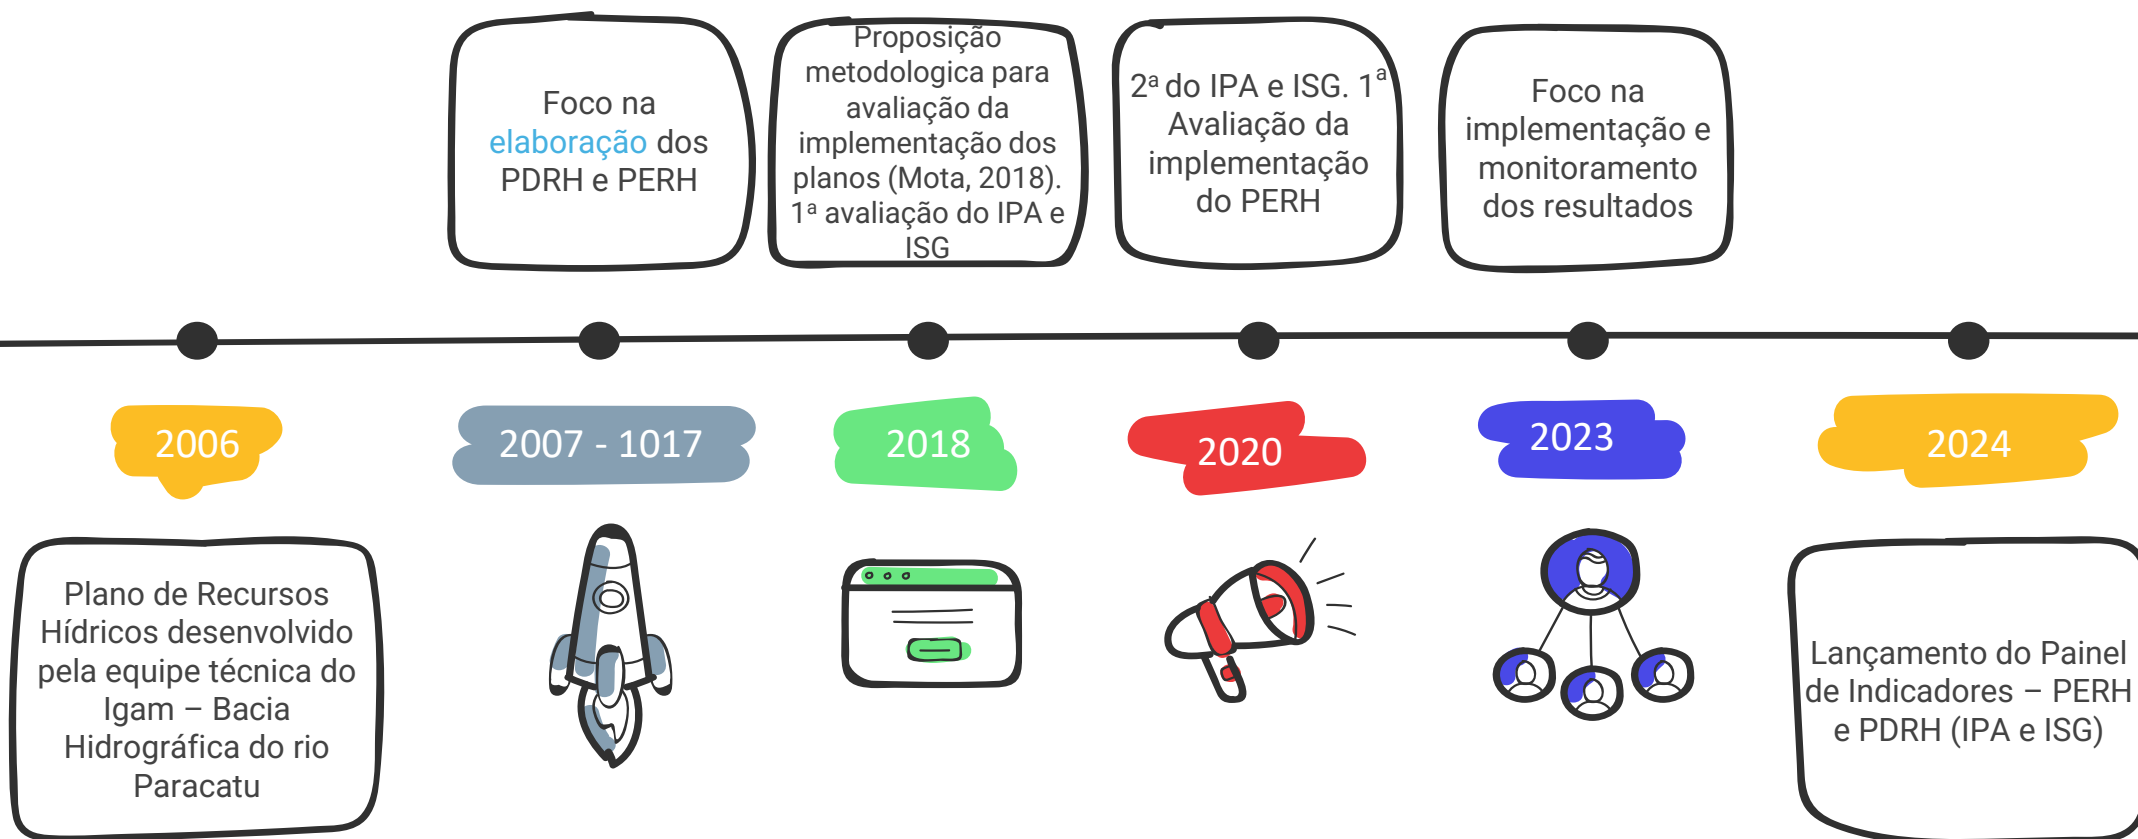 Foco na
elaboração dos
PDRH e PERH
Proposição
metodologica para
avaliação da
implementação dos
planos (Mota, 2018).
1ª avaliação do IPA e
ISG
2ª do IPA e ISG. 1ª
Avaliação da
implementação
do PERH
Foco na
implementação e
monitoramento
dos resultados
2006
2007 - 1017
2018
2020
2023
2024
Plano de Recursos
Hídricos desenvolvido
pela equipe técnica do
Igam – Bacia
Hidrográfica do rio
Paracatu
Lançamento do Painel
de Indicadores – PERH
e PDRH (IPA e ISG)